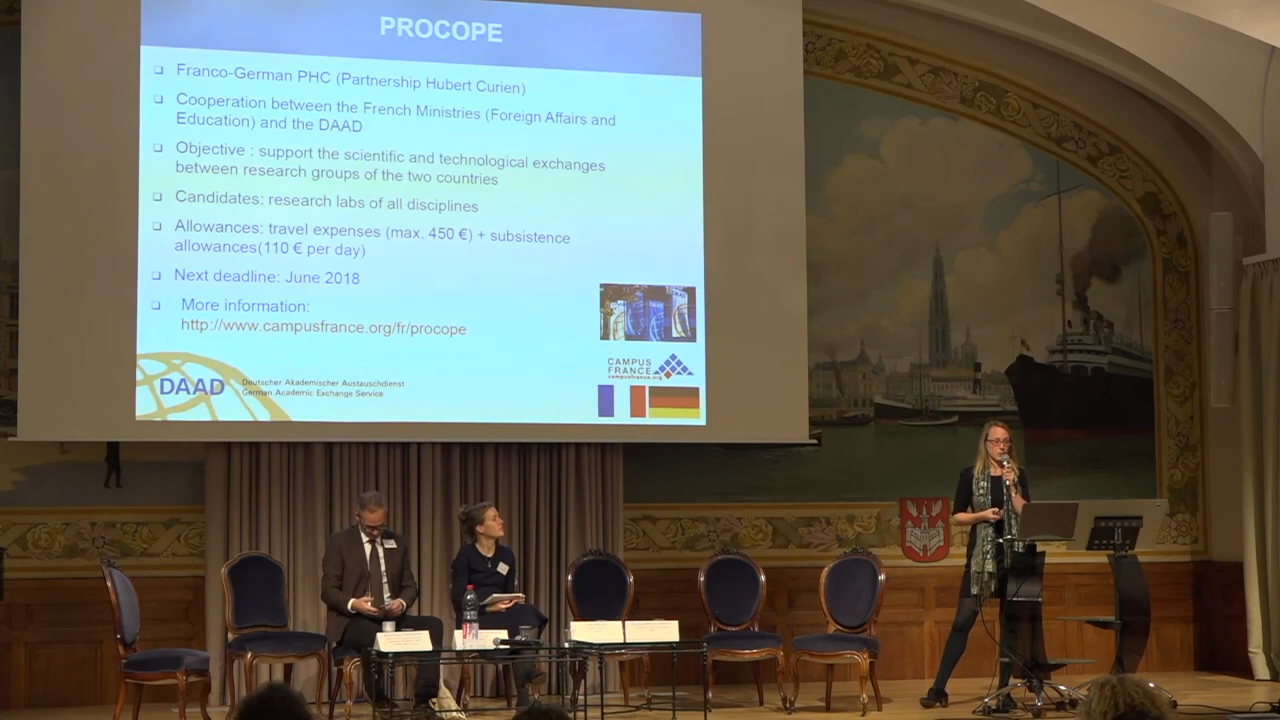 PROCOPE
Franco-German PHC (Partnership Hubert Curien)
Cooperation between the French Ministries (Foreign Affairs and
Education) and the DAAD
Objective : support the scientific and technological exchanges
between research groups of the two countries
Candidates: research labs of all disciplines
Allowances: travel expenses (max. 450 €) + subsistence
allowances(110 € per day)
Next deadline: June 2018
More information:
http://www.campusfrance.org/fr/procope
DAAD
Deutscher Akademischer Austauschdienst
German Academic Exchange Service
DAAD
CAMPUS
FRANCE
campusfrance.org